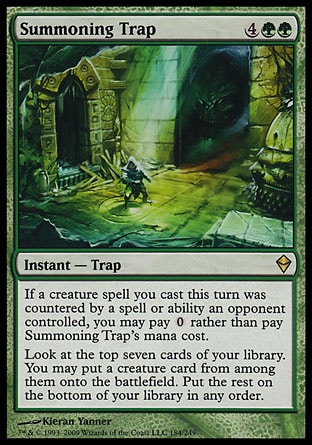 Summoning Trap 4
Instant — Trap
If a creature spell you cast this turn was
countered by a spell or ability an opponent
controlled, you may pay 0 rather than pay
Summoning Trap's mana cost.
Look at the top seven cards of your library.
You may put a creature card from among
them onto the battlefield. Put the rest on
the bottom of your library in any order.
Kieran Yanner
™ & © 1993–2009 Wizards of the Coast LLC 184/249